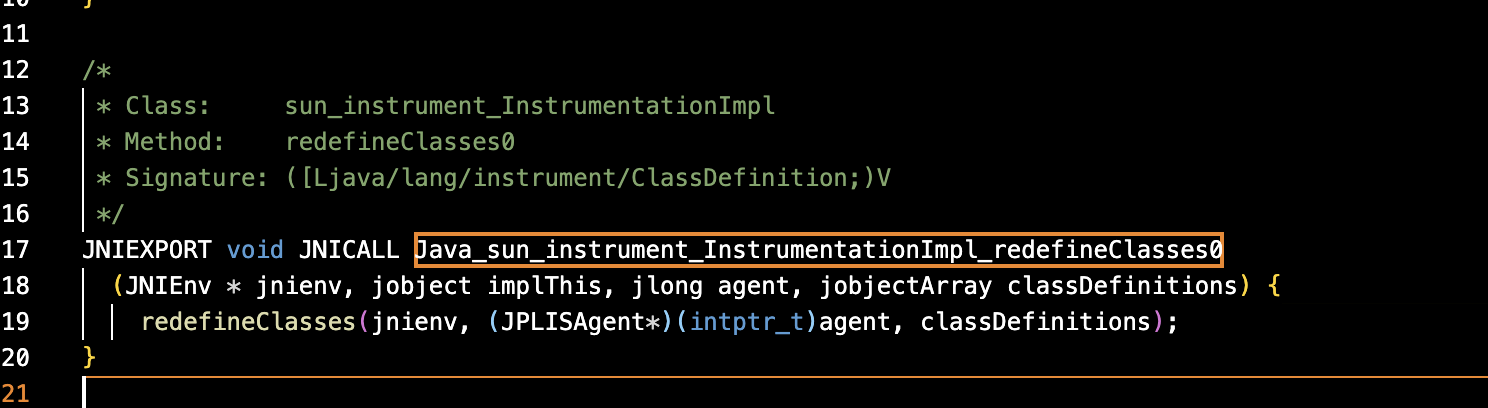 10 }
11
12 /*
13 * Class: sun_instrument_InstrumentationImpl
14 * Method: redefineClasses0
15 * Signature: ([Ljava/lang/instrument/ClassDefinition;)V
16 */
17 JNIEXPORT void JNICALL Java_sun_instrument_InstrumentationImpl_redefineClasses0
18 (JNIEnv * jnienv, jobject implThis, jlong agent, jobjectArray classDefinitions) {
19 redefineClasses(jnienv, (JPLISAgent*)(intptr_t)agent, classDefinitions);
20 }
21